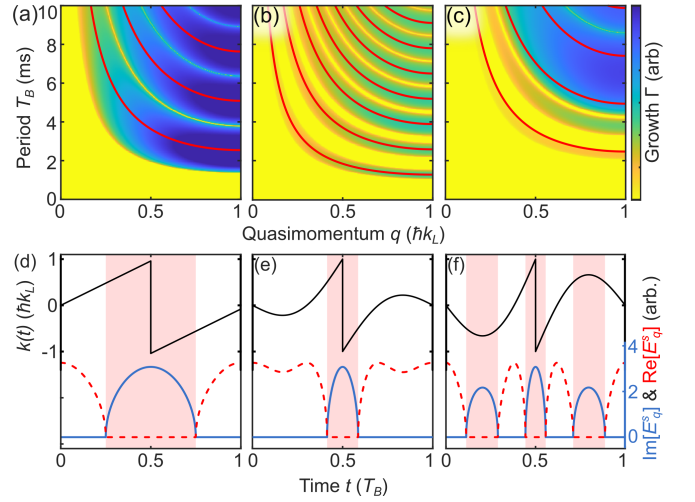 (a) (b) (c)
10
8
6
4
2
0
Period T_B (ms)
Growth Γ (arb)
0 0.5 1 0 0.5 1 0 0.5 1
Quasimomentum q (ħk_L)
(d) (e) (f)
1
0
-1
k(t) (ħk_L)
4
2
0
Im[E^s_q] & Re[E^s_q] (arb.)
0 0.5 1 0 0.5 1 0 0.5 1
Time t (T_B)